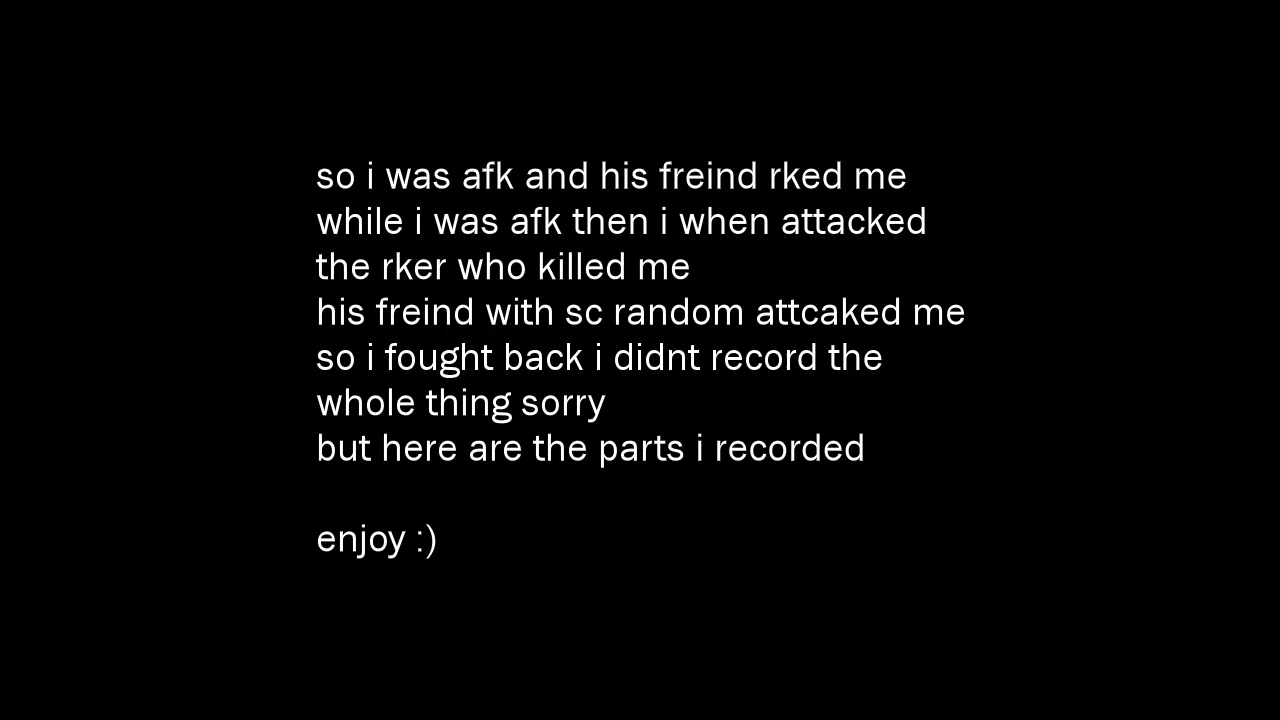 so i was afk and his freind rked me
while i was afk then i when attacked
the rker who killed me
his freind with sc random attcaked me
so i fought back i didnt record the
whole thing sorry
but here are the parts i recorded
enjoy :)